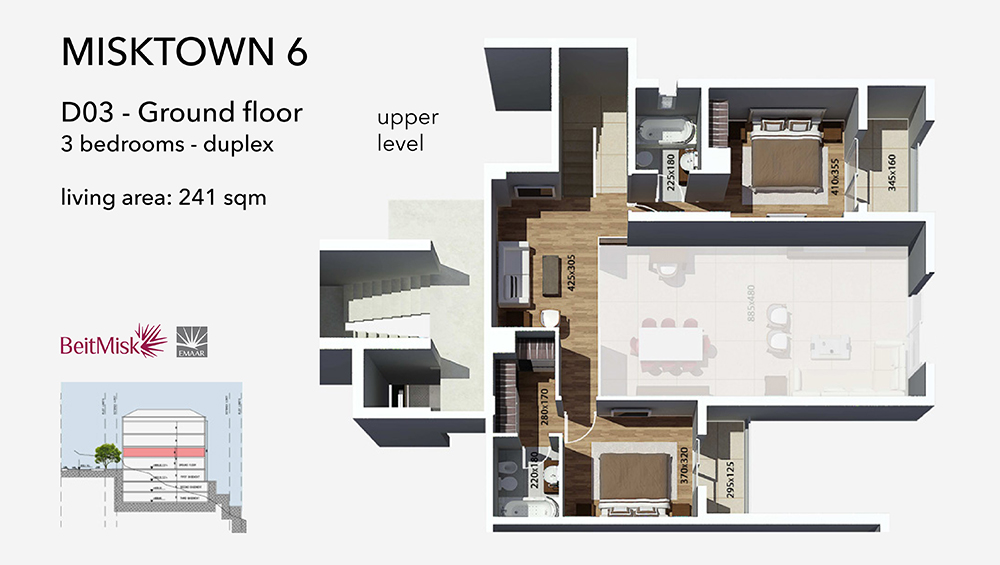 MISKTOWN 6
D03 - Ground floor
3 bedrooms - duplex
living area: 241 sqm
upper
level
225x180
410x355
345x160
425x305
885x480
280x170
220x180
370x320
295x125
BeitMisk
EMAAR